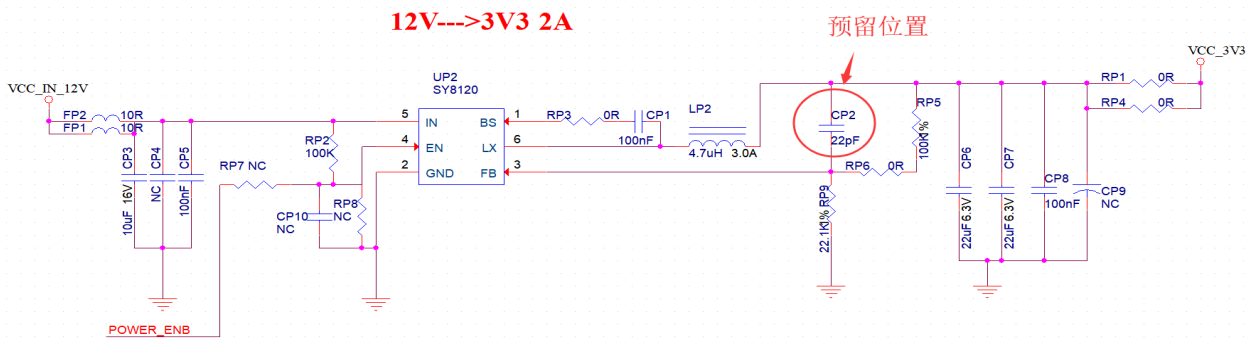 12V--->3V3 2A
预留位置
VCC_IN_12V
VCC_3V3
UP2
SY8120
FP2 10R
FP1 10R
5 IN
4 EN
2 GND
BS 1
LX 6
FB 3
RP3 0R
CP1
100nF
LP2
4.7uH 3.0A
CP2
22pF
RP5
100K1%
RP6 0R
RP9
22.1K1%
RP1 0R
RP4 0R
RP2
100K
RP7 NC
RP8
NC
CP10
NC
CP3
10uF 16V
CP4
NC
CP5
100nF
CP6
22uF 6.3V
CP7
22uF 6.3V
CP8
100nF
CP9
NC
POWER_ENB